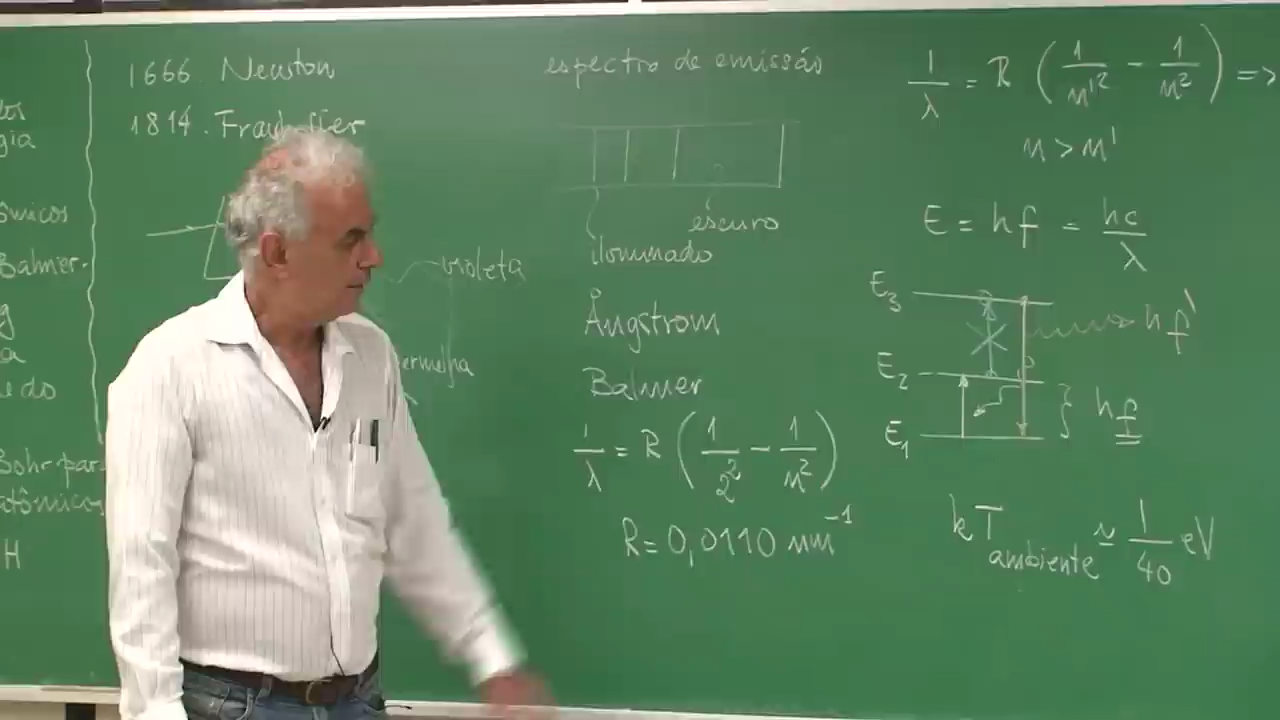 Balmer-
Bohr par
H
1666. Newton
1814. Fraunhofer
violeta
espectro de emissão
escuro
iluminado
Ångstrom
Balmer
1/λ = R (1/2² - 1/n²)
R = 0,0110 nm⁻¹
1/λ = R (1/n'² - 1/n²) =>
n > n'
E = hf = hc/λ
E₃
hf'
E₂
hf
E₁
kT ambiente ≈ 1/40 eV